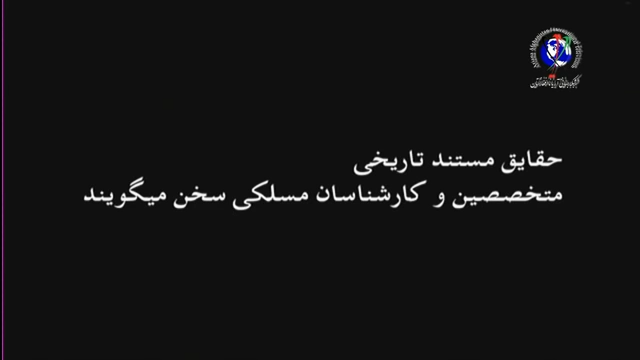 حقایق مستند تاریخی
متخصصین و کارشناسان مسلکی سخن میگویند